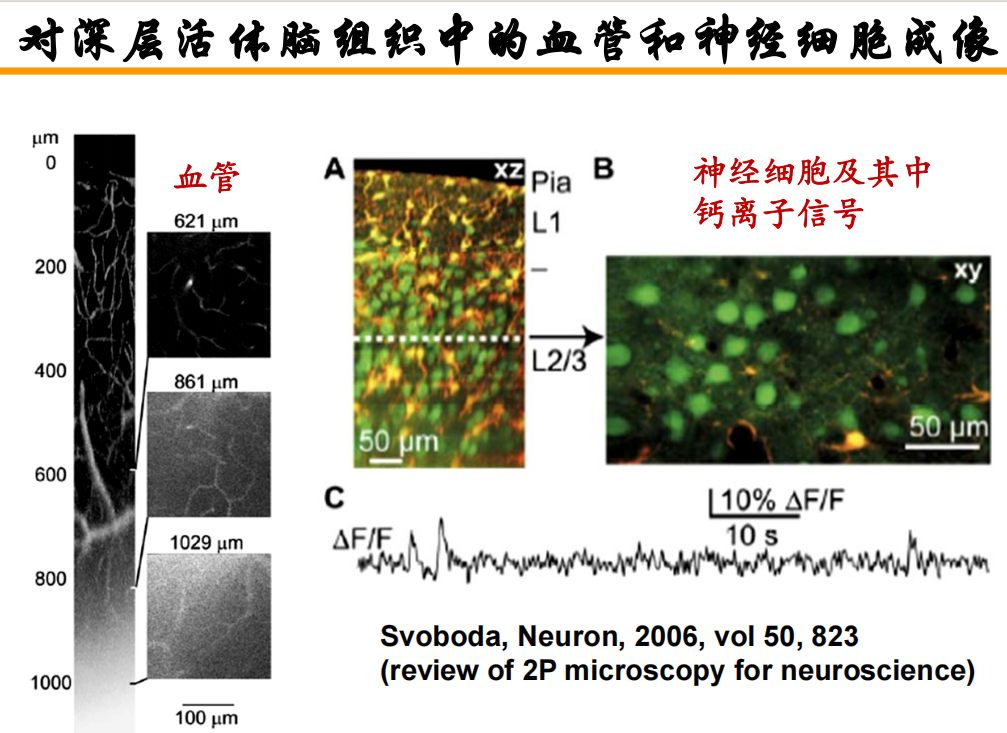 对深层活体脑组织中的血管和神经细胞成像
μm
0
200
400
600
800
1000
血管
621 μm
861 μm
1029 μm
100 μm
A
xz
Pia
L1
L2/3
50 μm
B
神经细胞及其中
钙离子信号
xy
50 μm
C
ΔF/F
10% ΔF/F
10 s
Svoboda, Neuron, 2006, vol 50, 823
(review of 2P microscopy for neuroscience)